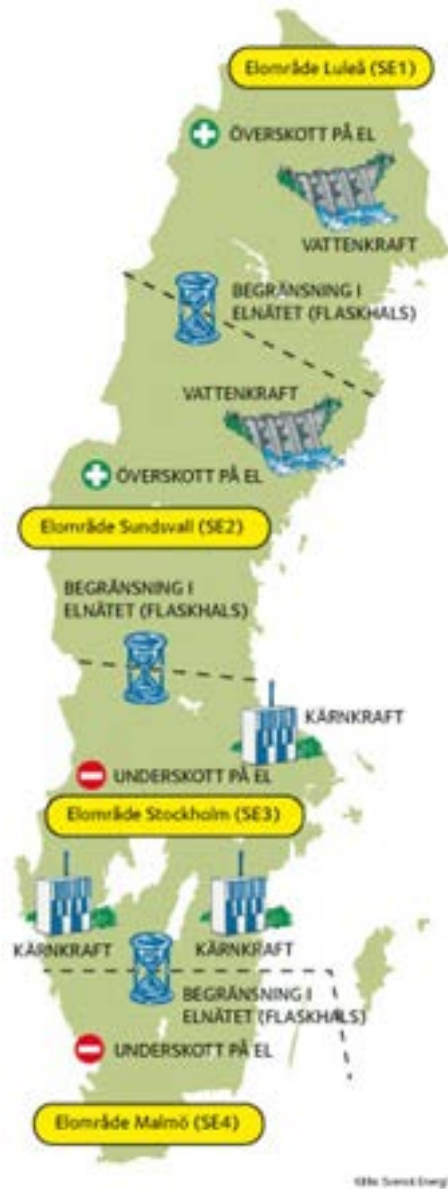 Elområde Luleå (SE1)
ÖVERSKOTT PÅ EL
VATTENKRAFT
BEGRÄNSNING I
ELNÄTET (FLASKHALS)
VATTENKRAFT
ÖVERSKOTT PÅ EL
Elområde Sundsvall (SE2)
BEGRÄNSNING I
ELNÄTET (FLASKHALS)
KÄRNKRAFT
UNDERSKOTT PÅ EL
Elområde Stockholm (SE3)
KÄRNKRAFT
KÄRNKRAFT
BEGRÄNSNING I
ELNÄTET (FLASKHALS)
UNDERSKOTT PÅ EL
Elområde Malmö (SE4)
Svensk Energi